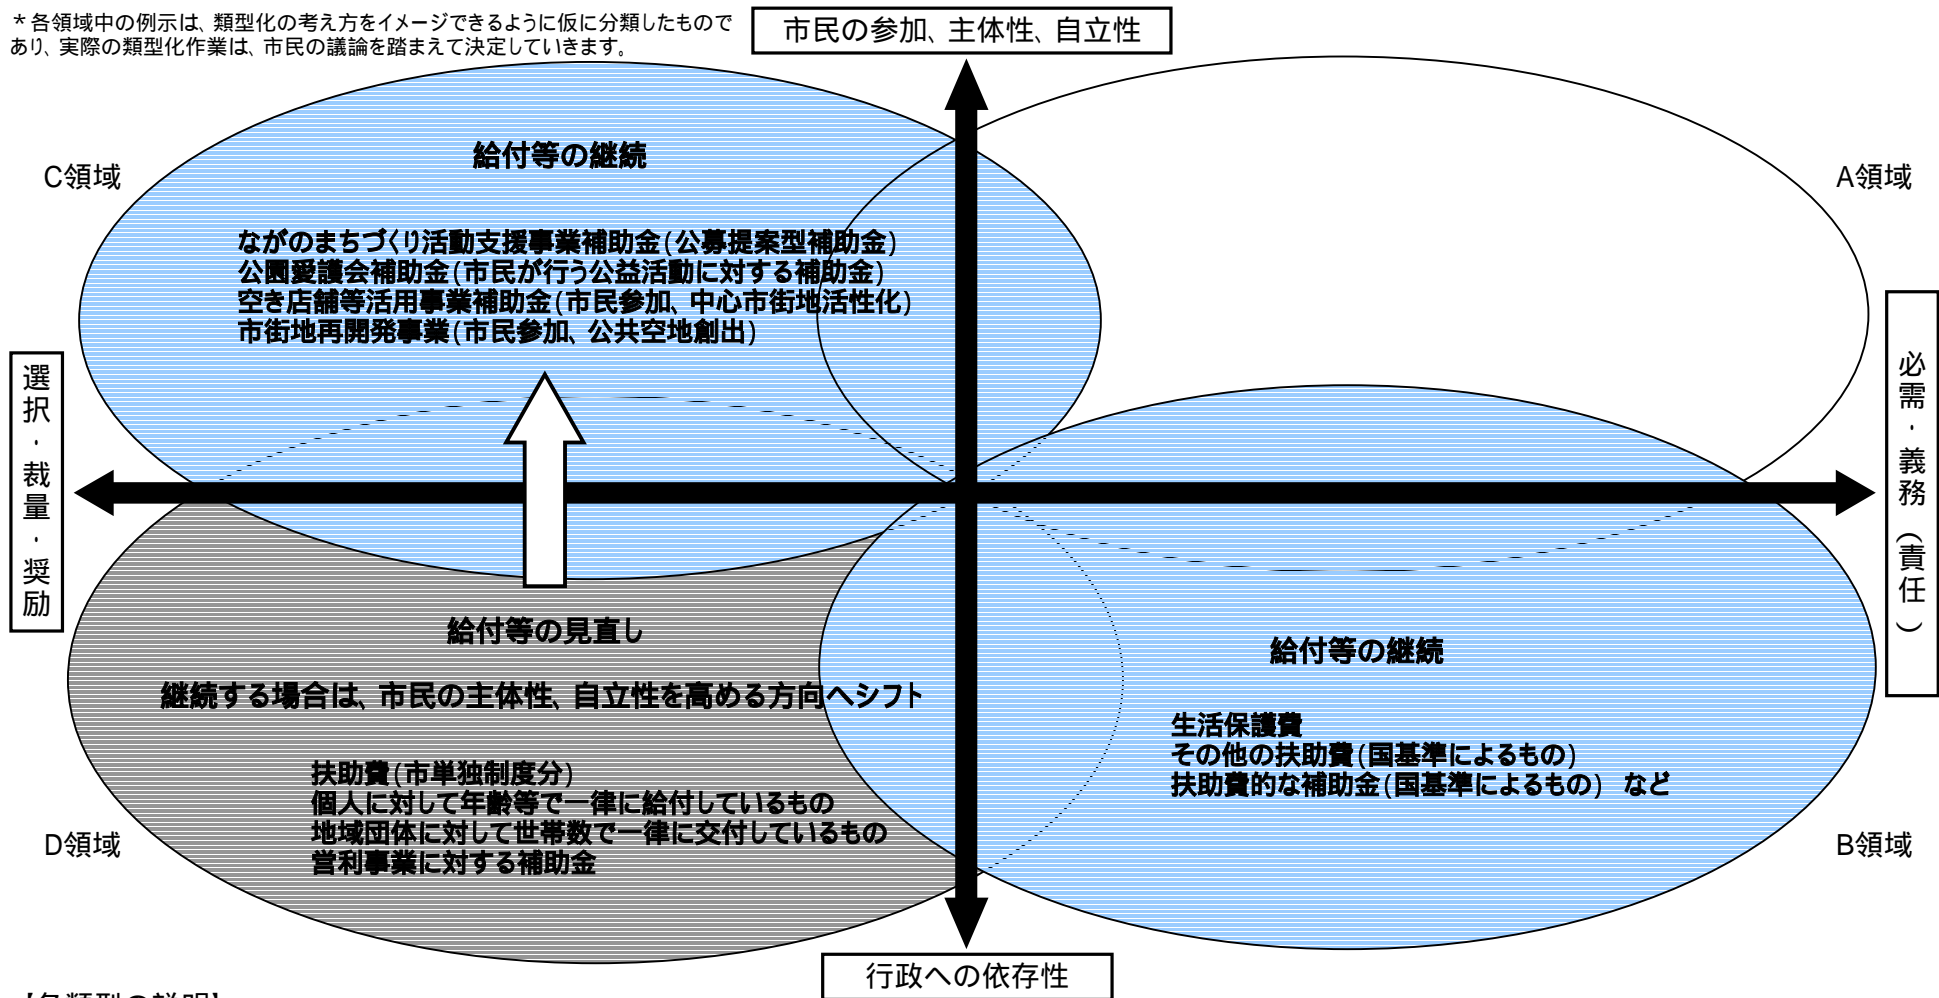 ＊各領域中の例示は、類型化の考え方をイメージできるように仮に分類したもので
あり、実際の類型化作業は、市民の議論を踏まえて決定していきます。
市民の参加、主体性、自立性
C領域
給付等の継続
ながのまちづくり活動支援事業補助金（公募提案型補助金）
公園愛護会補助金（市民が行う公益活動に対する補助金）
空き店舗等活用事業補助金（市民参加、中心市街地活性化）
市街地再開発事業（市民参加、公共空地創出）
A領域
選択・裁量・奨励
必需・義務（責任）
給付等の見直し
継続する場合は、市民の主体性、自立性を高める方向へシフト
扶助費（市単独制度分）
個人に対して年齢等で一律に給付しているもの
地域団体に対して世帯数で一律に交付しているもの
営利事業に対する補助金
D領域
給付等の継続
生活保護費
その他の扶助費（国基準によるもの）
扶助費的な補助金（国基準によるもの） など
B領域
行政への依存性
【各類型の説明】